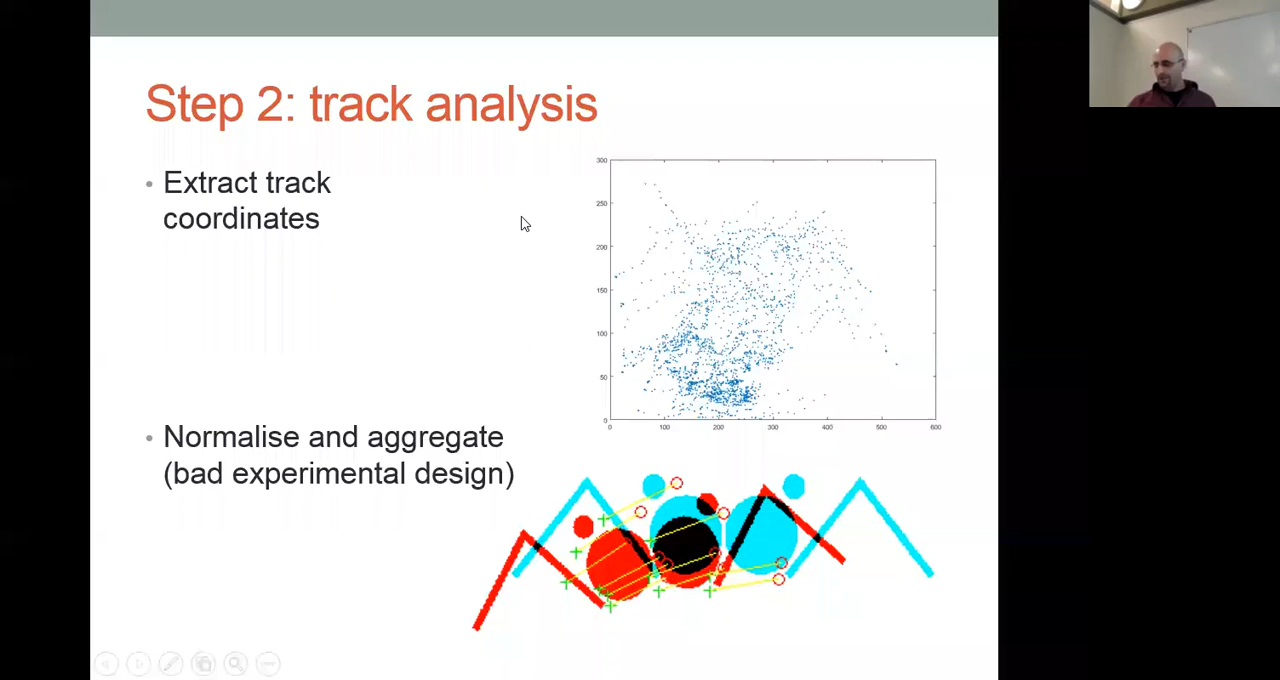 Step 2: track analysis
• Extract track
coordinates
300
250
200
150
100
50
0
0 100 200 300 400 500 600
• Normalise and aggregate
(bad experimental design)